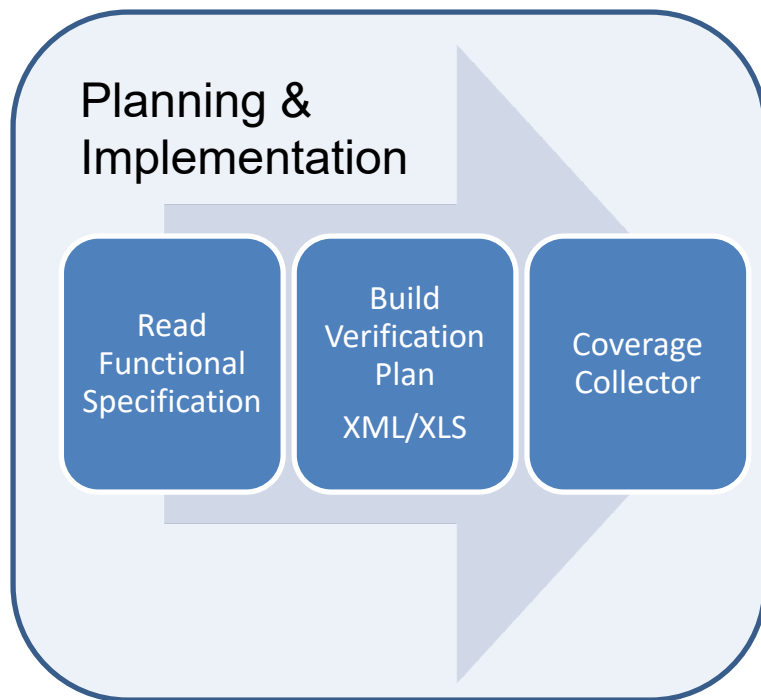 Planning &
Implementation
Read
Functional
Specification
Build
Verification
Plan
XML/XLS
Coverage
Collector